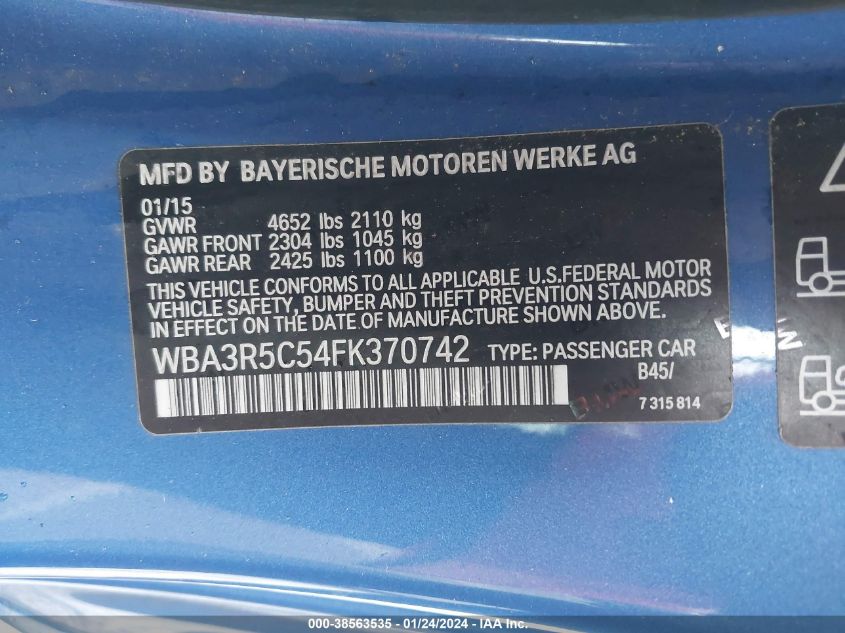 MFD BY BAYERISCHE MOTOREN WERKE AG
01/15
GVWR 4652 lbs 2110 kg
GAWR FRONT 2304 lbs 1045 kg
GAWR REAR 2425 lbs 1100 kg
THIS VEHICLE CONFORMS TO ALL APPLICABLE U.S.FEDERAL MOTOR
VEHICLE SAFETY, BUMPER AND THEFT PREVENTION STANDARDS
IN EFFECT ON THE DATE OF MANUFACTURE SHOWN ABOVE.
WBA3R5C54FK370742 TYPE: PASSENGER CAR
B45/
7 315 814
000-38563535 - 01/24/2024 - IAA Inc.